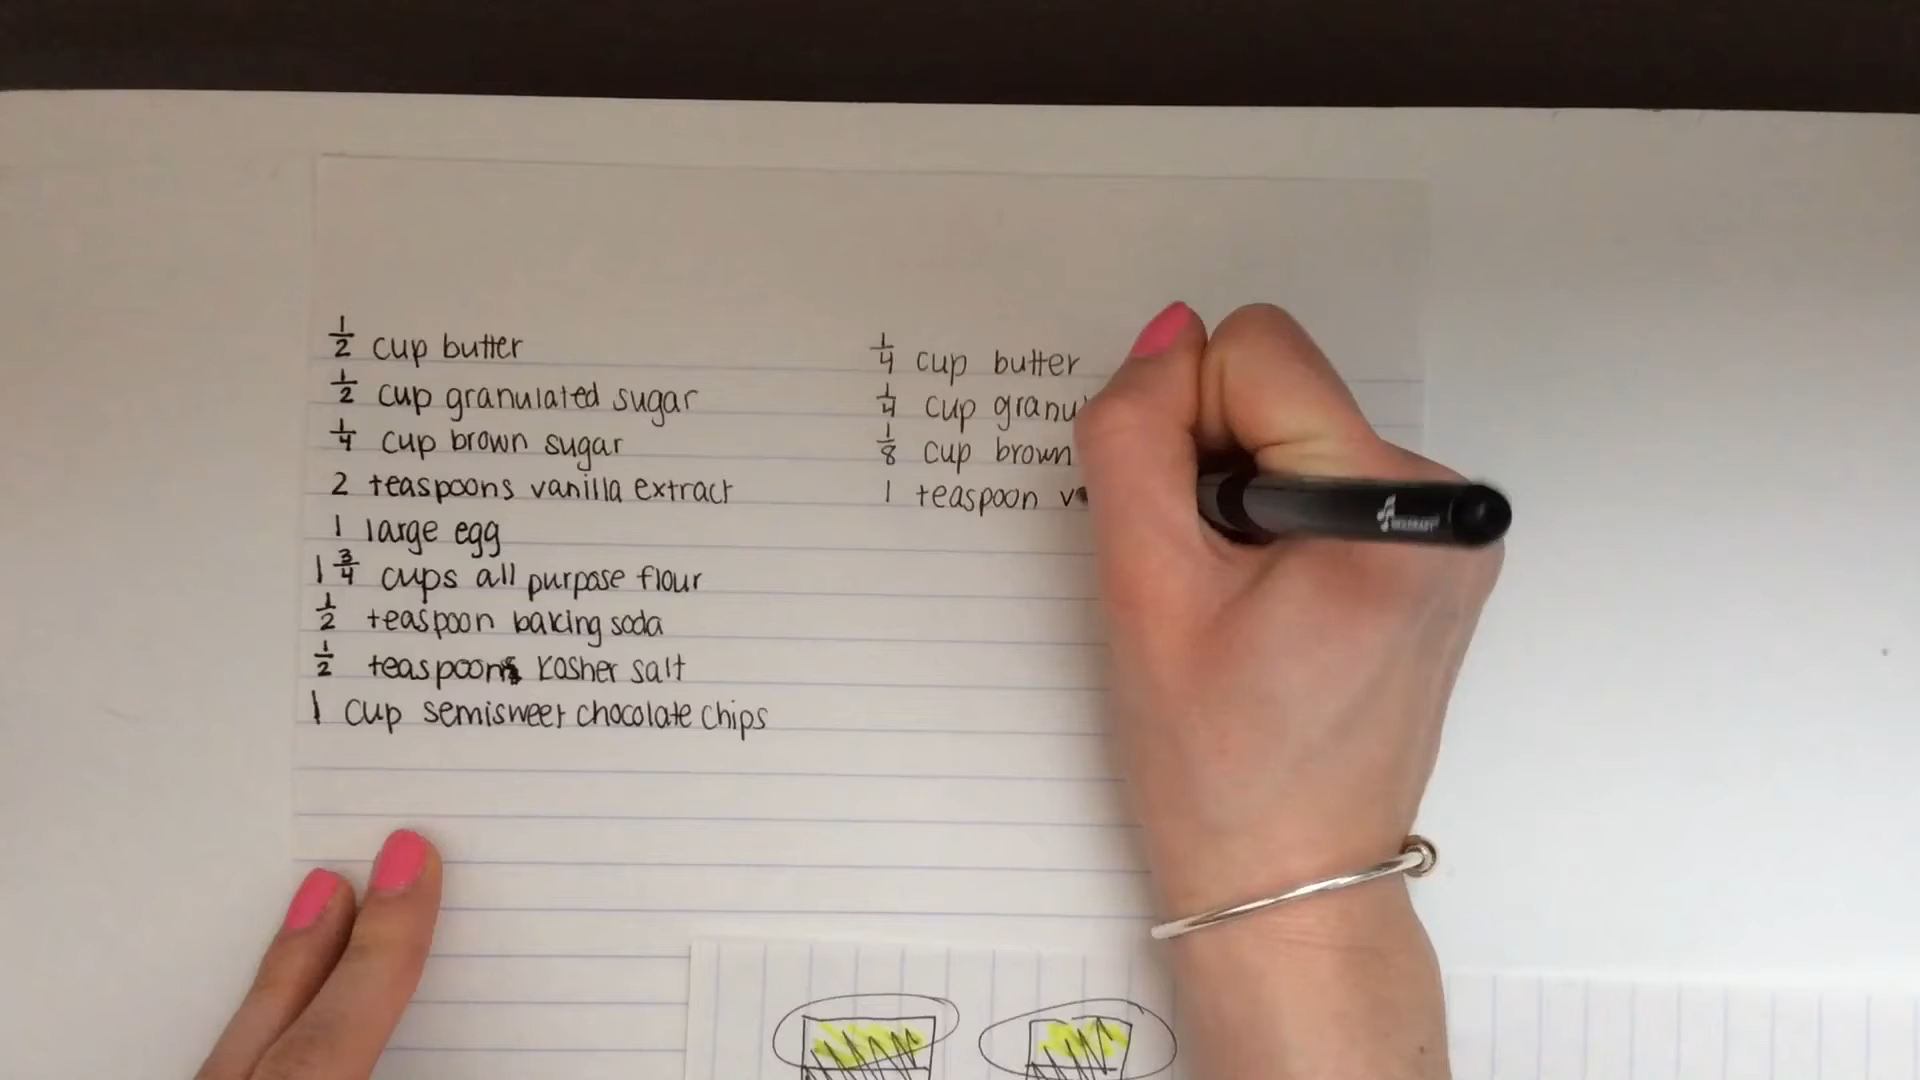 1/2 cup butter
1/2 cup granulated sugar
1/4 cup brown sugar
2 teaspoons vanilla extract
1 large egg
1 3/4 cups all purpose flour
1/2 teaspoon baking soda
1/2 teaspoon kosher salt
1 cup semisweet chocolate chips
1/4 cup butter
1/4 cup granu
1/8 cup brown
1 teaspoon v